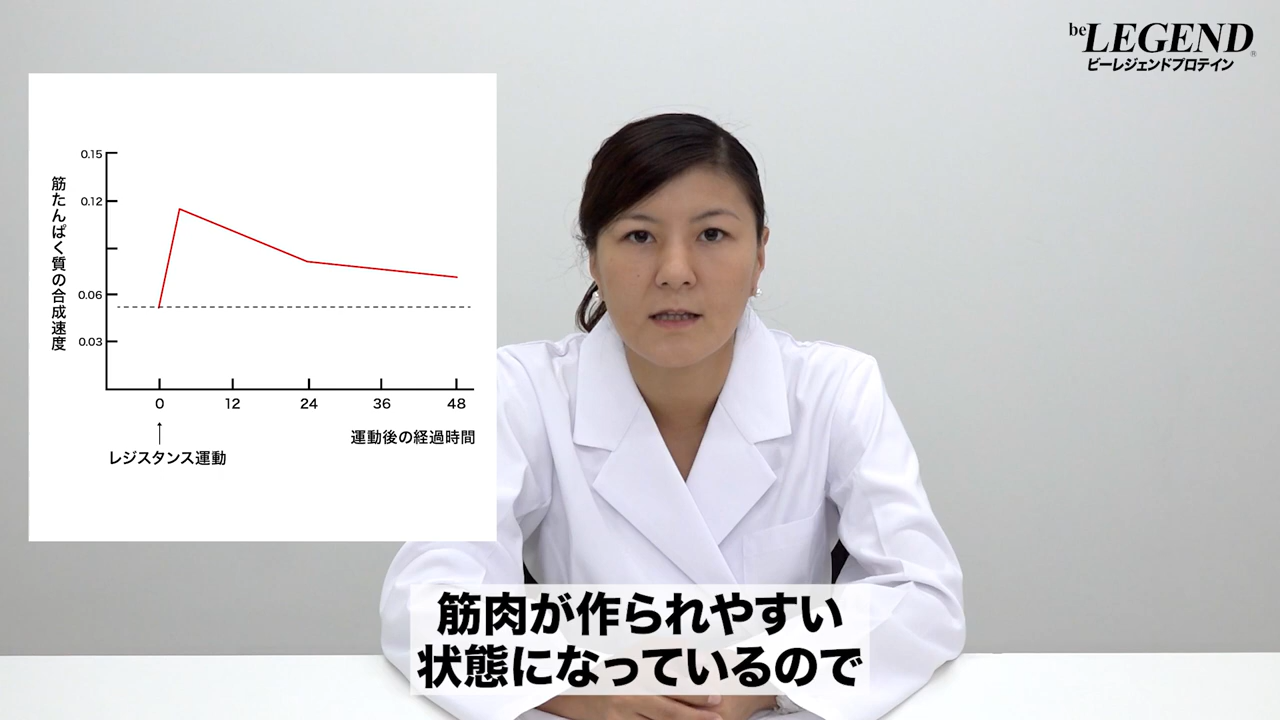 be LEGEND®
ビーレジェンドプロテイン
筋たんぱく質の合成速度
0.15
0.12
0.06
0.03
0
12
24
36
48
↑
運動後の経過時間
レジスタンス運動
筋肉が作られやすい
状態になっているので